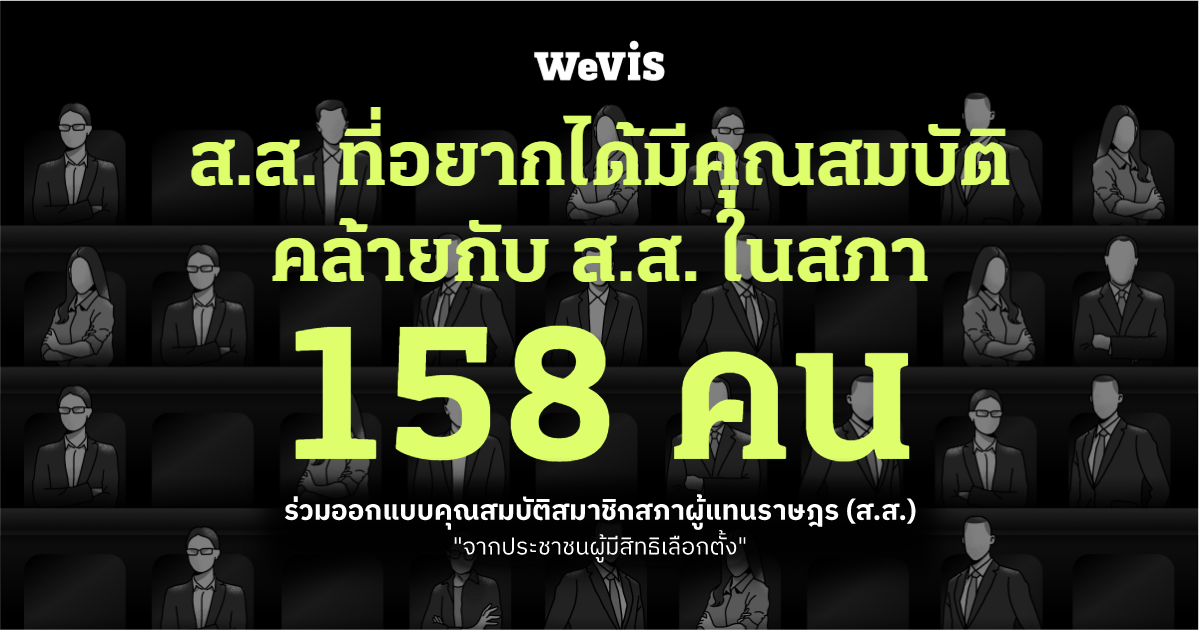 WeVIS
ส.ส. ที่อยากได้มีคุณสมบัติ
คล้ายกับ ส.ส. ในสภา
158 คน
ร่วมออกแบบคุณสมบัติสมาชิกสภาผู้แทนราษฎร (ส.ส.)
"จากประชาชนผู้มีสิทธิเลือกตั้ง"